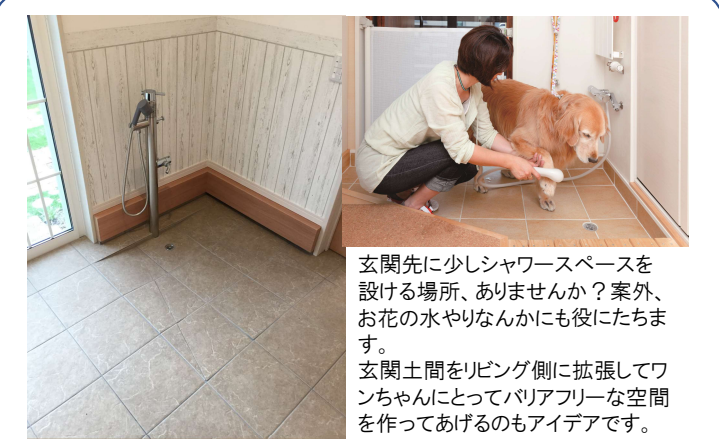 玄関先に少しシャワースペースを
設ける場所、ありませんか？案外、
お花の水やりなんかにも役にたちま
す。
玄関土間をリビング側に拡張してワ
ンちゃんにとってバリアフリーな空間
を作ってあげるのもアイデアです。